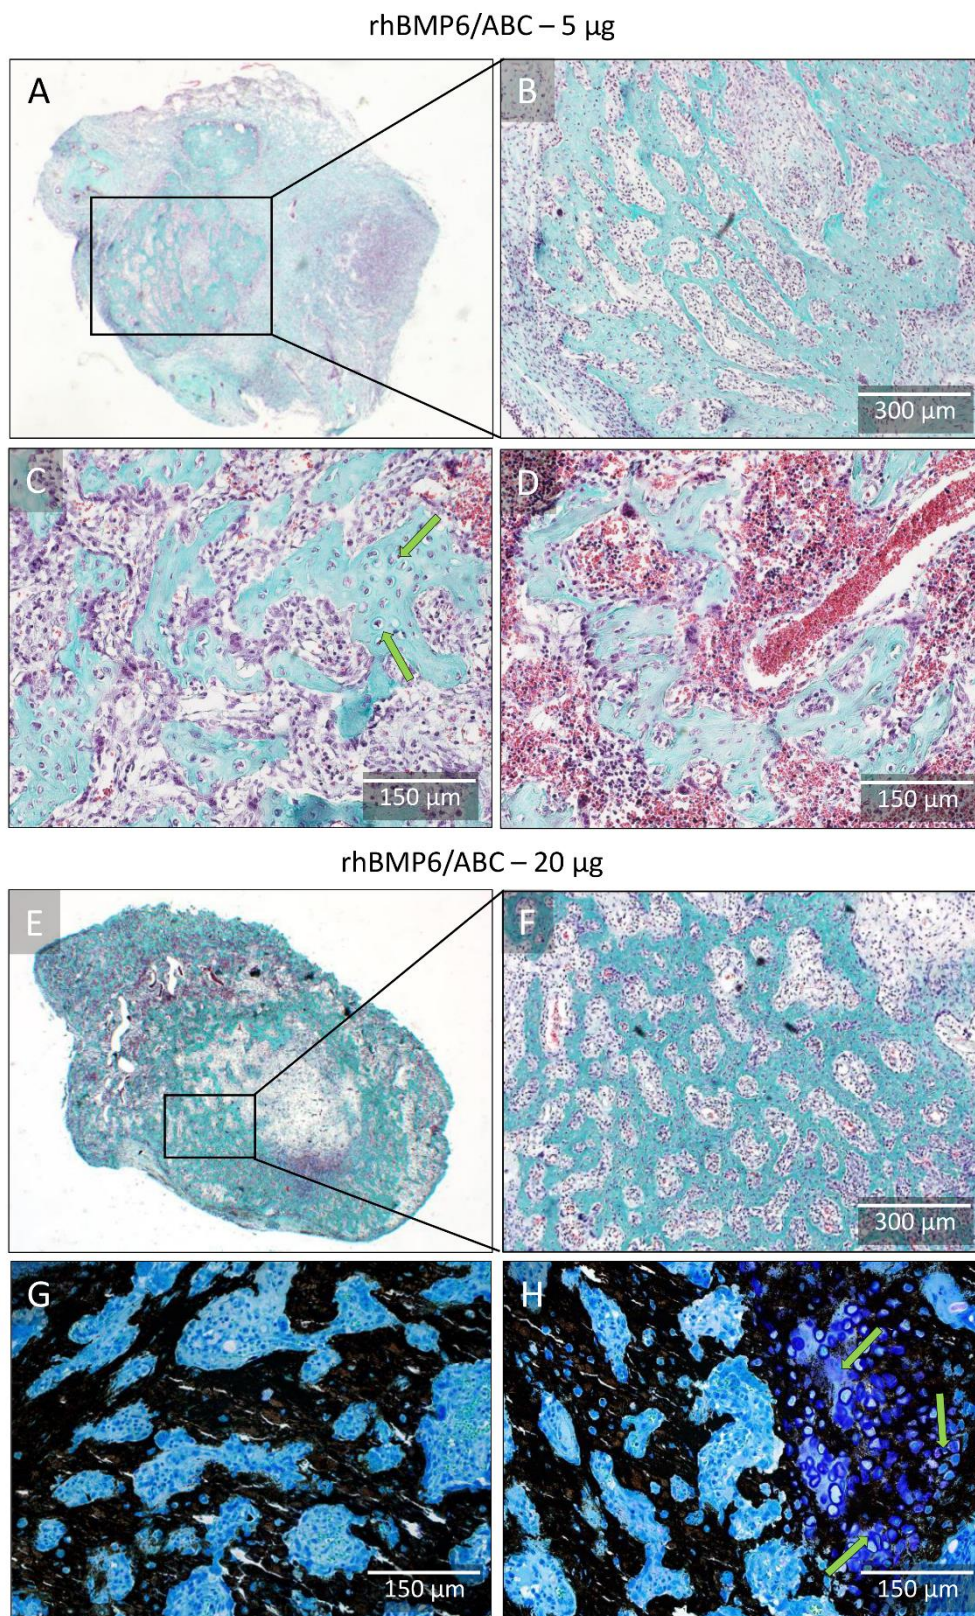 rhBMP6/ABC – 5 µg
A
B
300 µm
C
D
150 µm
150 µm
rhBMP6/ABC – 20 µg
E
F
300 µm
G
H
150 µm
150 µm